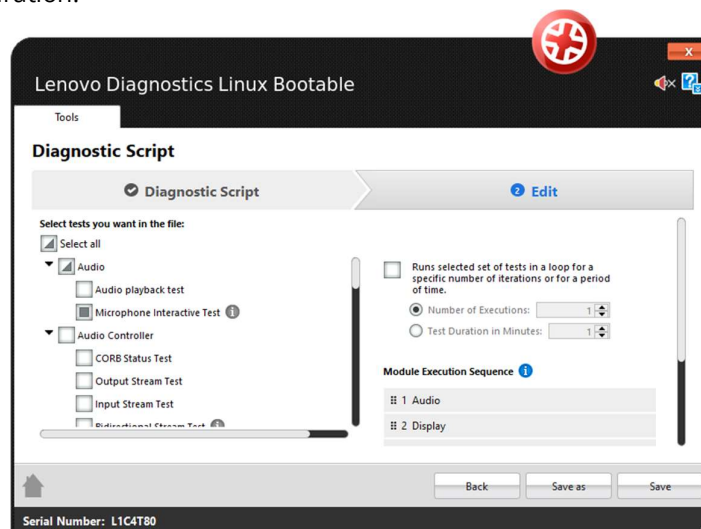 Lenovo Diagnostics Linux Bootable
x
Tools
Diagnostic Script
Diagnostic Script
2 Edit
Select tests you want in the file:
Select all
Audio
Audio playback test
Microphone Interactive Test
Audio Controller
CORB Status Test
Output Stream Test
Input Stream Test
Bidirectional Stream Test
Runs selected set of tests in a loop for a
specific number of iterations or for a period
of time.
Number of Executions: 1
Test Duration in Minutes: 1
Module Execution Sequence
1 Audio
2 Display
Back
Save as
Save
Serial Number: L1C4T80